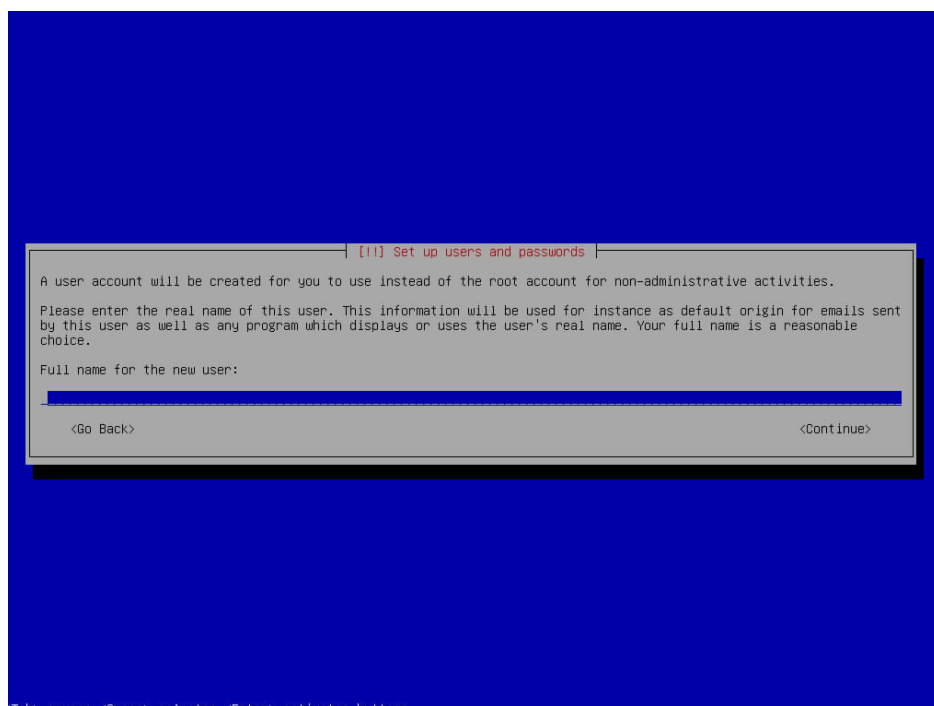 [!!] Set up users and passwords
A user account will be created for you to use instead of the root account for non-administrative activities.
Please enter the real name of this user. This information will be used for instance as default origin for emails sent
by this user as well as any program which displays or uses the user's real name. Your full name is a reasonable
choice.
Full name for the new user:
<Go Back> <Continue>